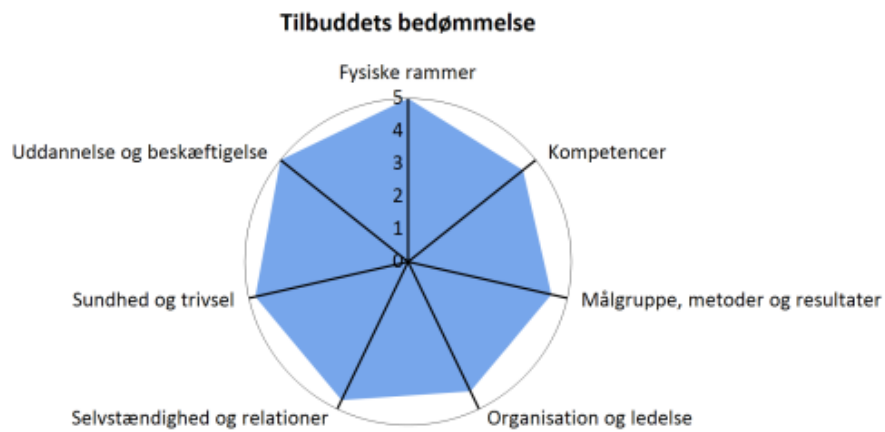 Tilbuddets bedømmelse
Fysiske rammer
5
4
3
2
1
0
Uddannelse og beskæftigelse
Kompetencer
Sundhed og trivsel
Målgruppe, metoder og resultater
Selvstændighed og relationer
Organisation og ledelse